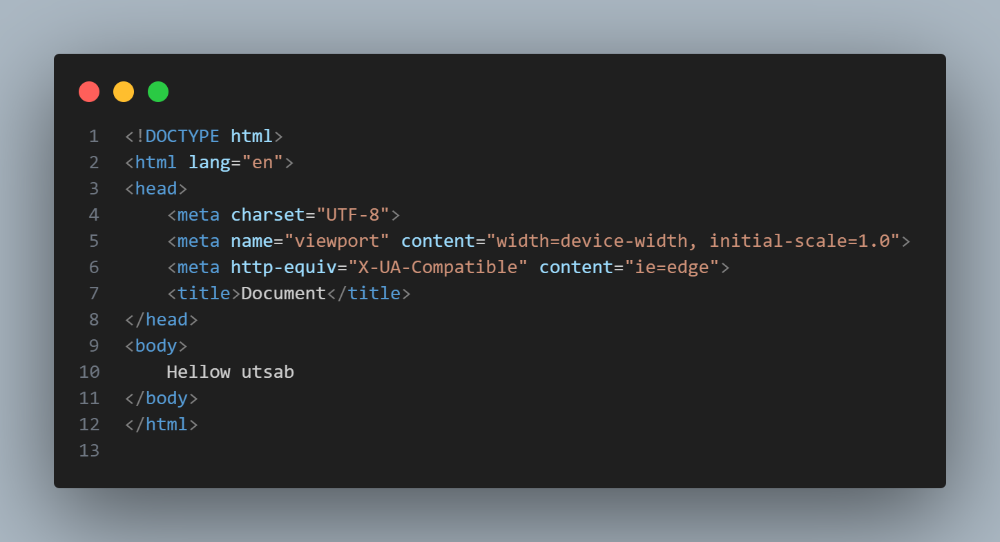 1 <!DOCTYPE html>
2 <html lang="en">
3 <head>
4     <meta charset="UTF-8">
5     <meta name="viewport" content="width=device-width, initial-scale=1.0">
6     <meta http-equiv="X-UA-Compatible" content="ie=edge">
7     <title>Document</title>
8 </head>
9 <body>
10     Hellow utsab
11 </body>
12 </html>
13